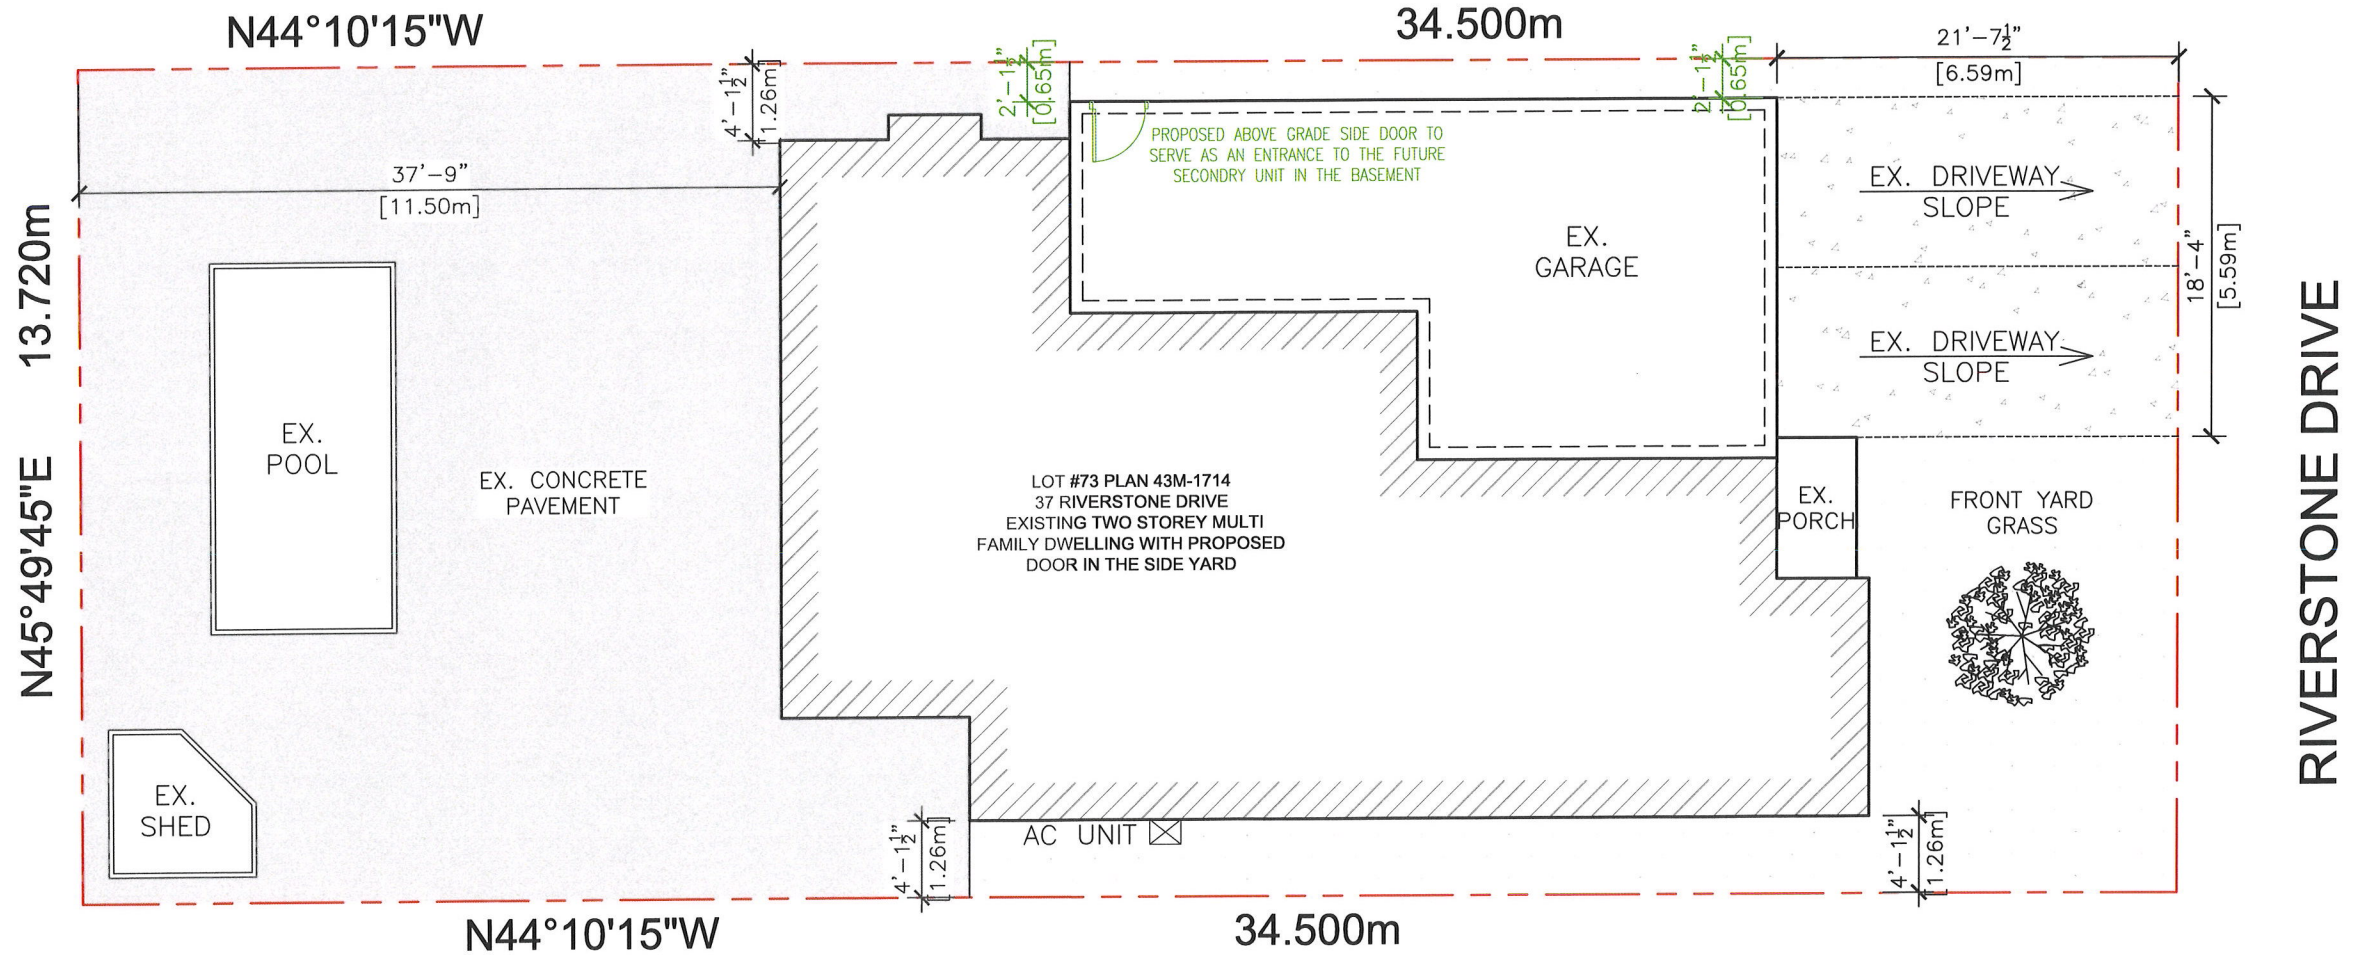 N44°10'15"W
34.500m
21'-7½"
[6.59m]
4'-1½"
[1.26m]
2'-1½"
[0.65m]
2'-1½"
[0.65m]
PROPOSED ABOVE GRADE SIDE DOOR TO
SERVE AS AN ENTRANCE TO THE FUTURE
SECONDRY UNIT IN THE BASEMENT
37'-9"
[11.50m]
EX.
GARAGE
EX. DRIVEWAY
SLOPE
EX. DRIVEWAY
SLOPE
18'-4"
[5.59m]
13.720m
N45°49'45"E
EX.
POOL
EX. CONCRETE
PAVEMENT
LOT #73 PLAN 43M-1714
37 RIVERSTONE DRIVE
EXISTING TWO STOREY MULTI
FAMILY DWELLING WITH PROPOSED
DOOR IN THE SIDE YARD
EX.
PORCH
FRONT YARD
GRASS
RIVERSTONE DRIVE
EX.
SHED
AC UNIT
4'-1½"
[1.26m]
4'-1½"
[1.26m]
N44°10'15"W
34.500m